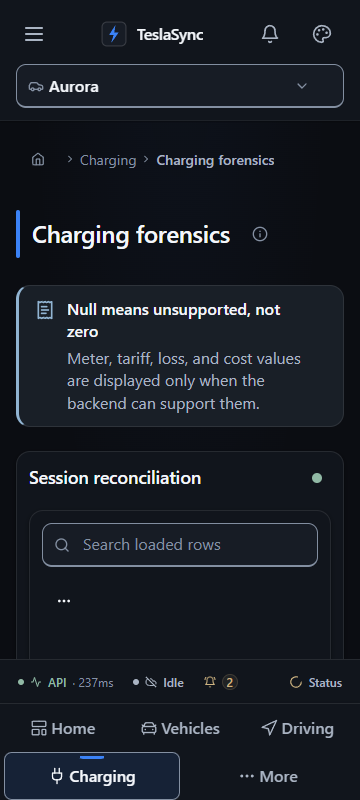 TeslaSync
Aurora
Charging
Charging forensics
Charging forensics
Null means unsupported, not
zero
Meter, tariff, loss, and cost values
are displayed only when the
backend can support them.
Session reconciliation
Search loaded rows
...
API · 237ms
Idle
2
Status
Home
Vehicles
Driving
Charging
More